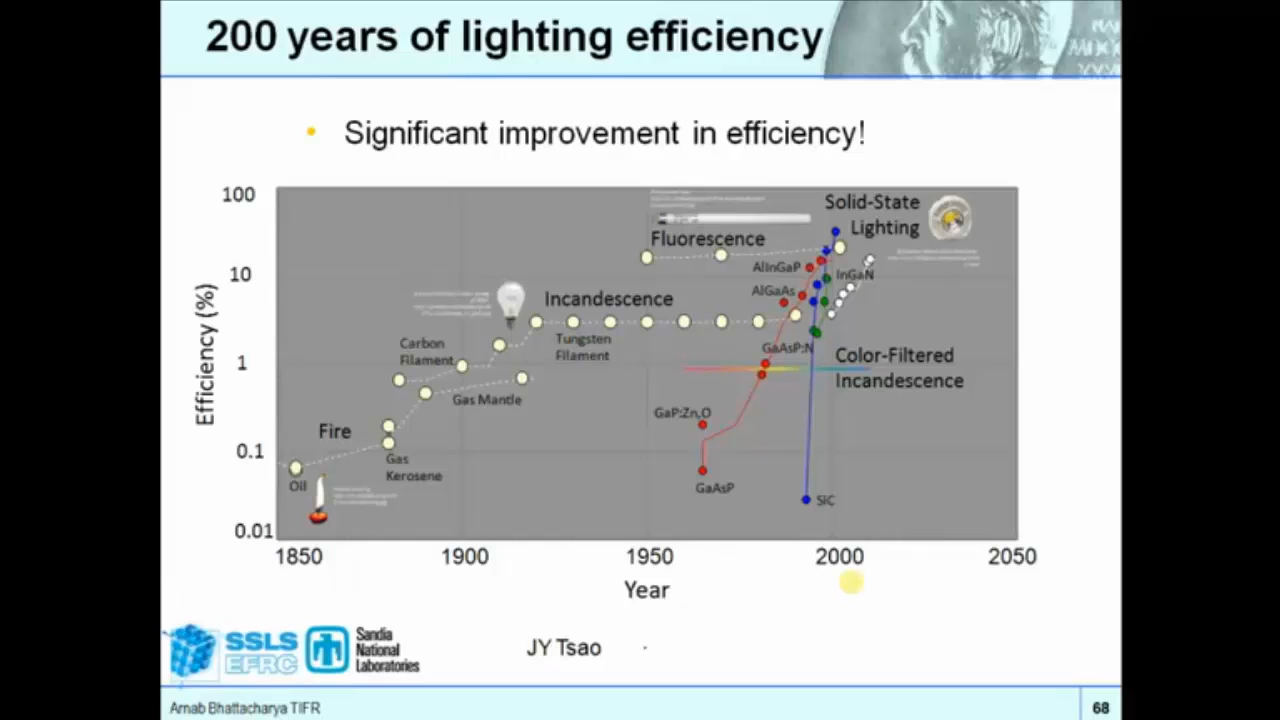 200 years of lighting efficiency
• Significant improvement in efficiency!
100
10
1
0.1
0.01
Efficiency (%)
Solid-State
Lighting
Fluorescence
AlInGaP
InGaN
AlGaAs
Incandescence
Tungsten
Filament
Carbon
Filament
GaAsP:N
Color-Filtered
Incandescence
Gas Mantle
GaP:Zn,O
Fire
Gas
Kerosene
Oil
GaAsP
SiC
1850
1900
1950
2000
2050
Year
SSLS
EFRC
Sandia
National
Laboratories
JY Tsao
Arnab Bhattacharya TIFR
68